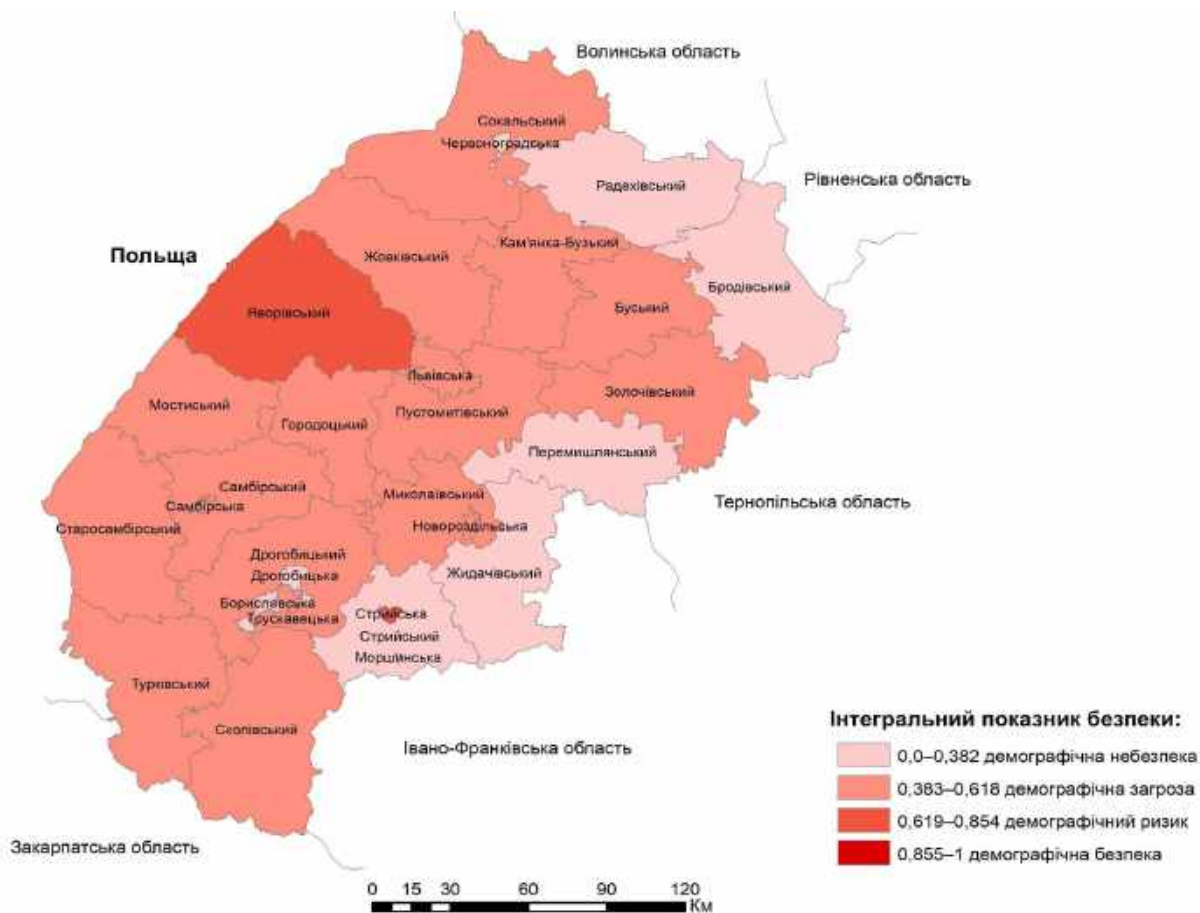 Волинська область
Сокальський
Червоноградська
Радехівський
Рівненська область
Кам'янка-Бузький
Польща
Жовківський
Бродівський
Яворівський
Буський
Львівська
Золочівський
Мостиський
Пустомитівський
Городоцький
Перемишлянський
Самбірський
Миколаївський
Тернопільська область
Самбірська
Старосамбірський
Новороздільська
Дрогобицький
Жидачівський
Дрогобицька
Бориславська
Стрийська
Трускавецька
Стрийський
Моршинська
Турківський
Сколівський
Івано-Франківська область
Закарпатська область
Інтегральний показник безпеки:
0,0–0,382 демографічна небезпека
0,383–0,618 демографічна загроза
0,619–0,854 демографічний ризик
0,855–1 демографічна безпека
0 15 30 60 90 120
Км